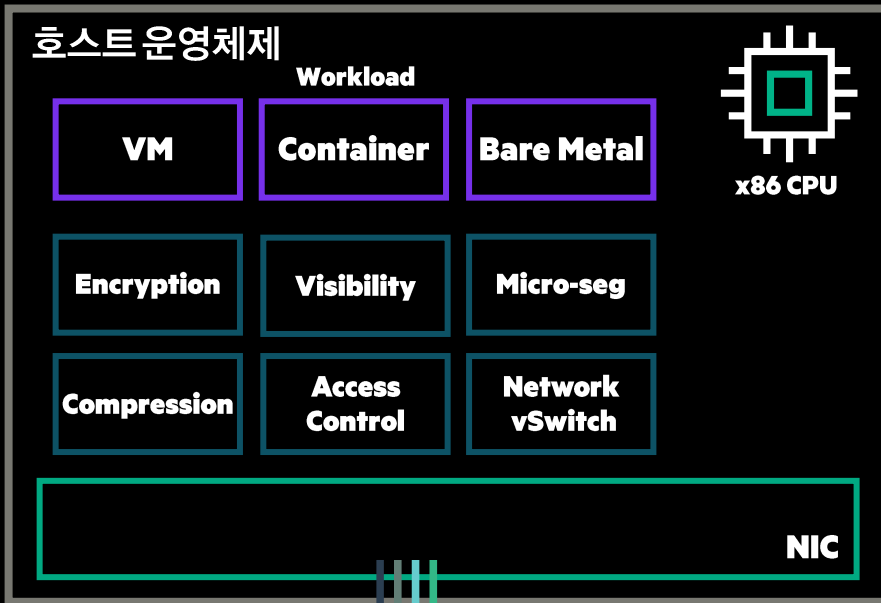 호스트 운영체제
Workload
VM
Container
Bare Metal
x86 CPU
Encryption
Visibility
Micro-seg
Compression
Access
Control
Network
vSwitch
NIC